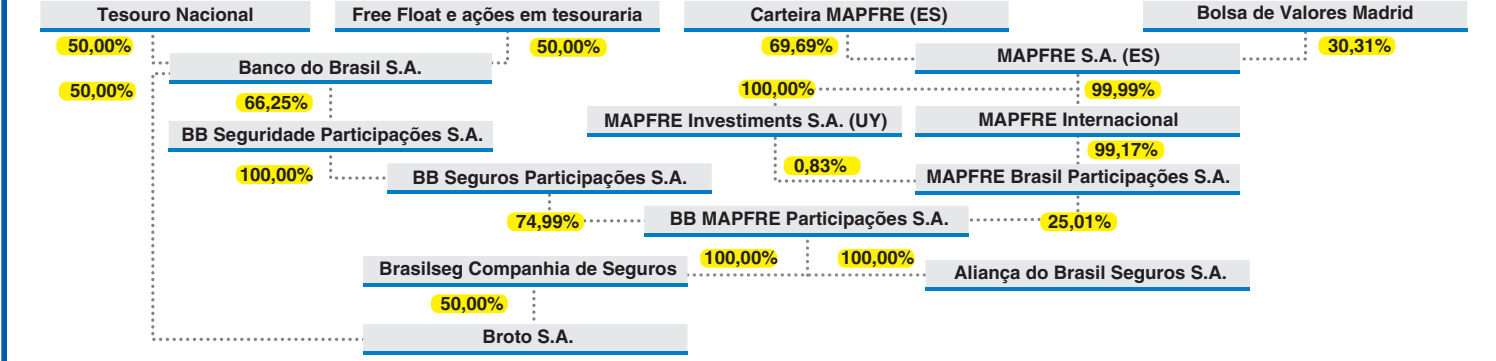 Tesouro Nacional
Free Float e ações em tesouraria
Carteira MAPFRE (ES)
Bolsa de Valores Madrid
50,00%
50,00%
69,69%
30,31%
Banco do Brasil S.A.
MAPFRE S.A. (ES)
50,00%
66,25%
100,00%
99,99%
BB Seguridade Participações S.A.
MAPFRE Investiments S.A. (UY)
MAPFRE Internacional
99,17%
100,00%
0,83%
BB Seguros Participações S.A.
MAPFRE Brasil Participações S.A.
74,99%
BB MAPFRE Participações S.A.
25,01%
100,00%
100,00%
Brasilseg Companhia de Seguros
Aliança do Brasil Seguros S.A.
50,00%
Broto S.A.